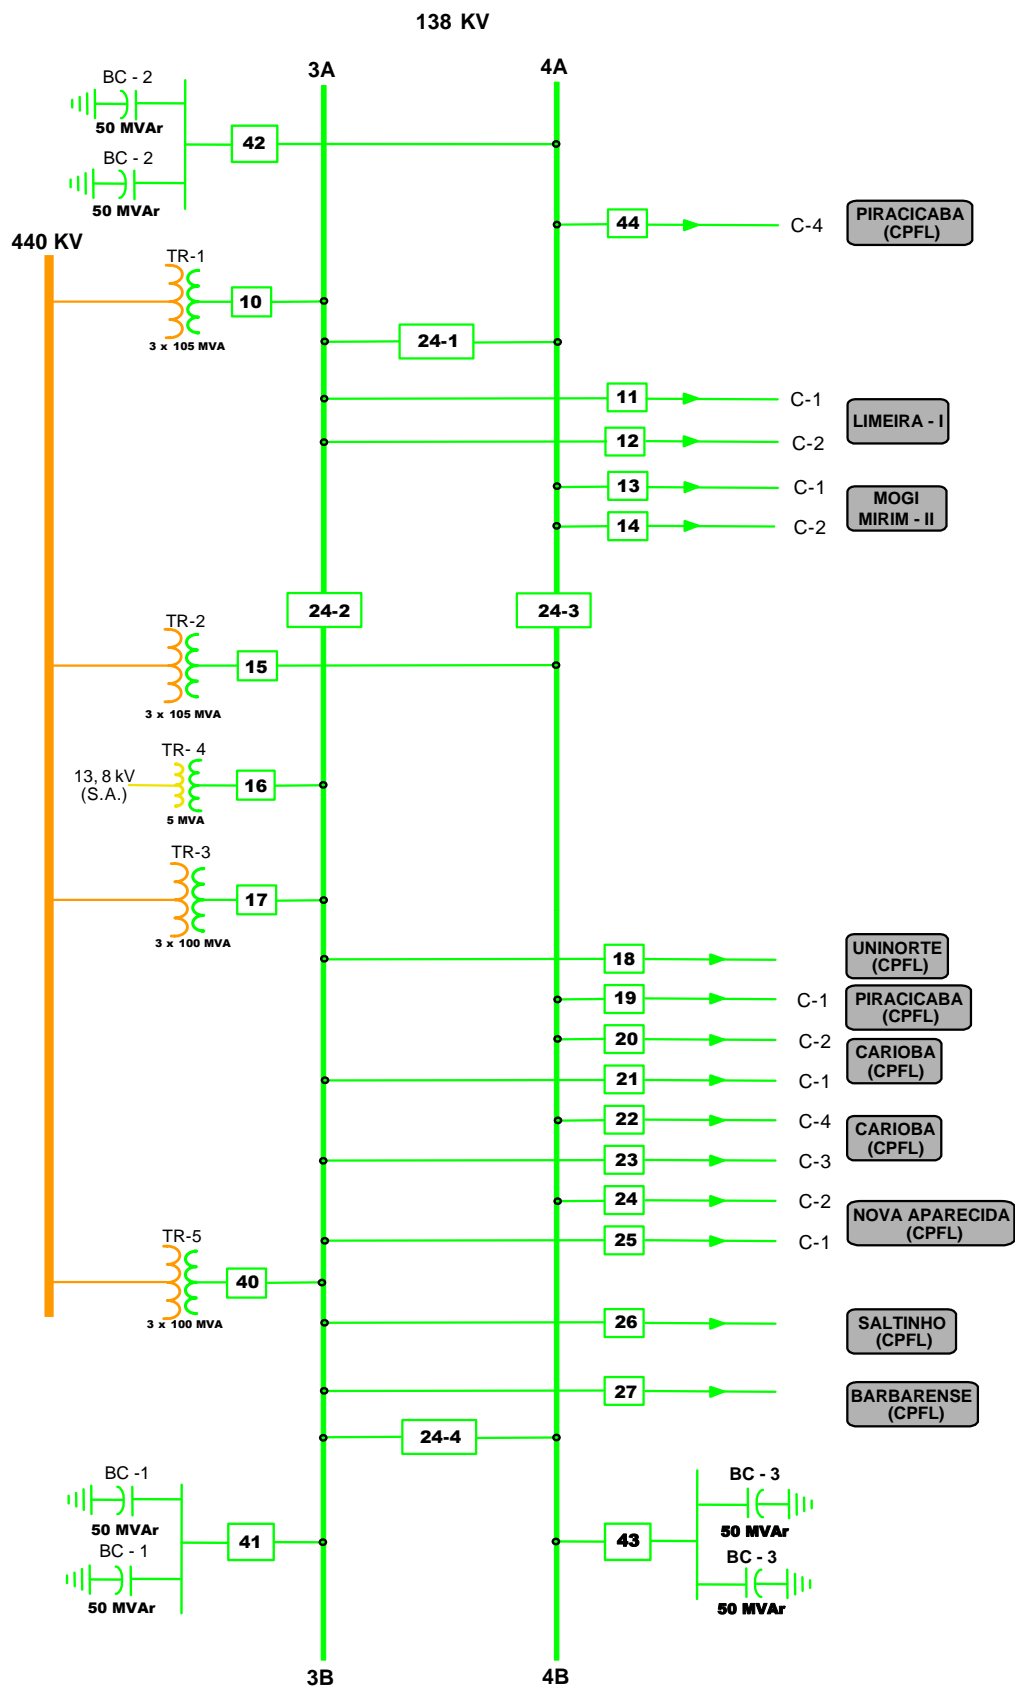 138 KV
3A
4A
BC - 2
50 MVAr
42
BC - 2
50 MVAr
44
C-4
PIRACICABA
(CPFL)
440 KV
TR-1
10
3 x 105 MVA
24-1
11
C-1
LIMEIRA - I
12
C-2
13
C-1
MOGI
MIRIM - II
14
C-2
24-2
24-3
TR-2
15
3 x 105 MVA
TR- 4
13, 8 kV
(S.A.)
16
5 MVA
TR-3
17
3 x 100 MVA
18
UNINORTE
(CPFL)
19
C-1
PIRACICABA
(CPFL)
20
C-2
CARIOBA
(CPFL)
21
C-1
22
C-4
CARIOBA
(CPFL)
23
C-3
24
C-2
NOVA APARECIDA
(CPFL)
25
C-1
TR-5
40
3 x 100 MVA
26
SALTINHO
(CPFL)
27
BARBARENSE
(CPFL)
24-4
BC -1
50 MVAr
41
BC - 1
50 MVAr
BC - 3
50 MVAr
43
BC - 3
50 MVAr
3B
4B